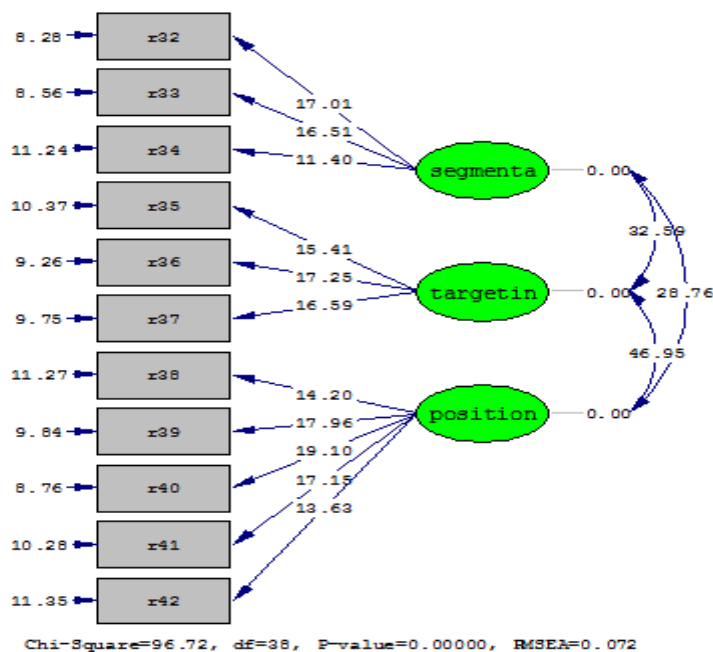 8.28 r32
8.56 r33
17.01
16.51
11.24 r34
11.40
segmenta 0.00
10.37 r35
15.41
32.59
9.26 r36
17.25
targetin 0.00 28.76
9.75 r37
16.59
46.95
11.27 r38
14.20
position 0.00
9.84 r39
17.96
19.10
8.76 r40
17.15
13.63
10.28 r41
11.35 r42
Chi-Square=96.72, df=38, P-value=0.00000, RMSEA=0.072